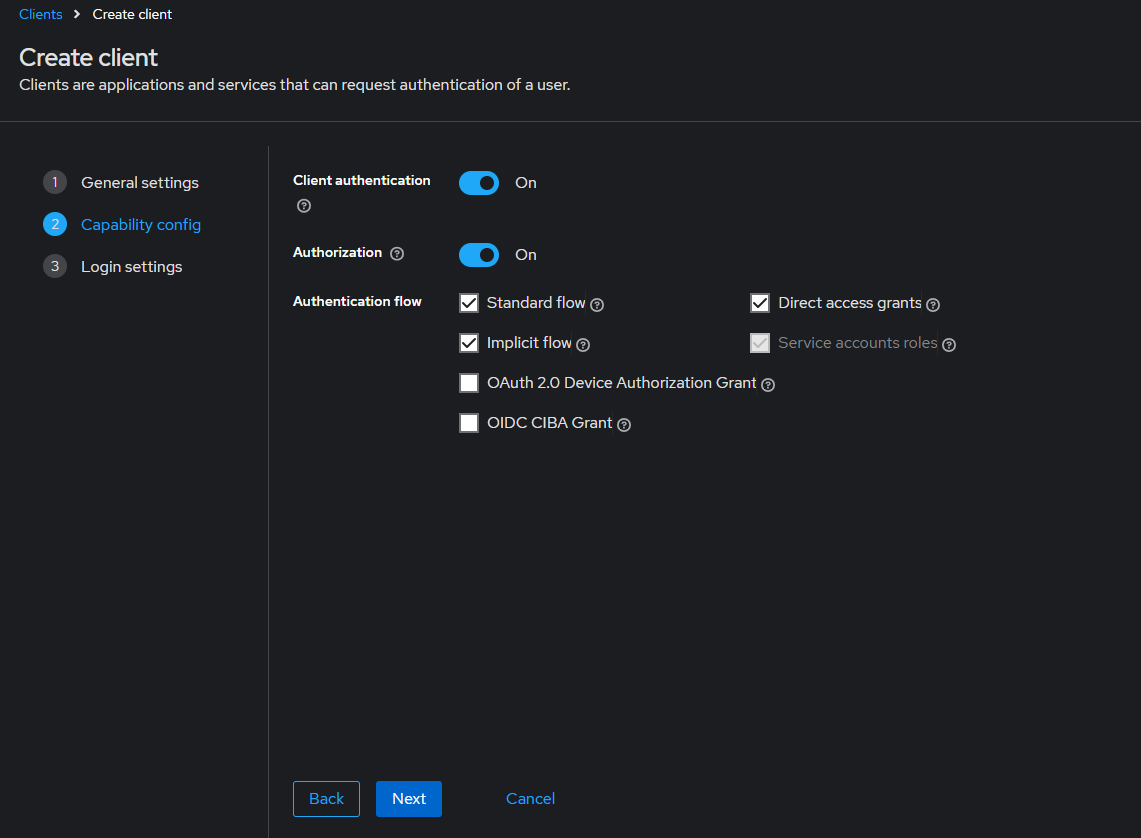 Clients > Create client
Create client
Clients are applications and services that can request authentication of a user.
1 General settings
2 Capability config
3 Login settings
Client authentication
On
Authorization
On
Authentication flow
Standard flow
Direct access grants
Implicit flow
Service accounts roles
OAuth 2.0 Device Authorization Grant
OIDC CIBA Grant
Back
Next
Cancel